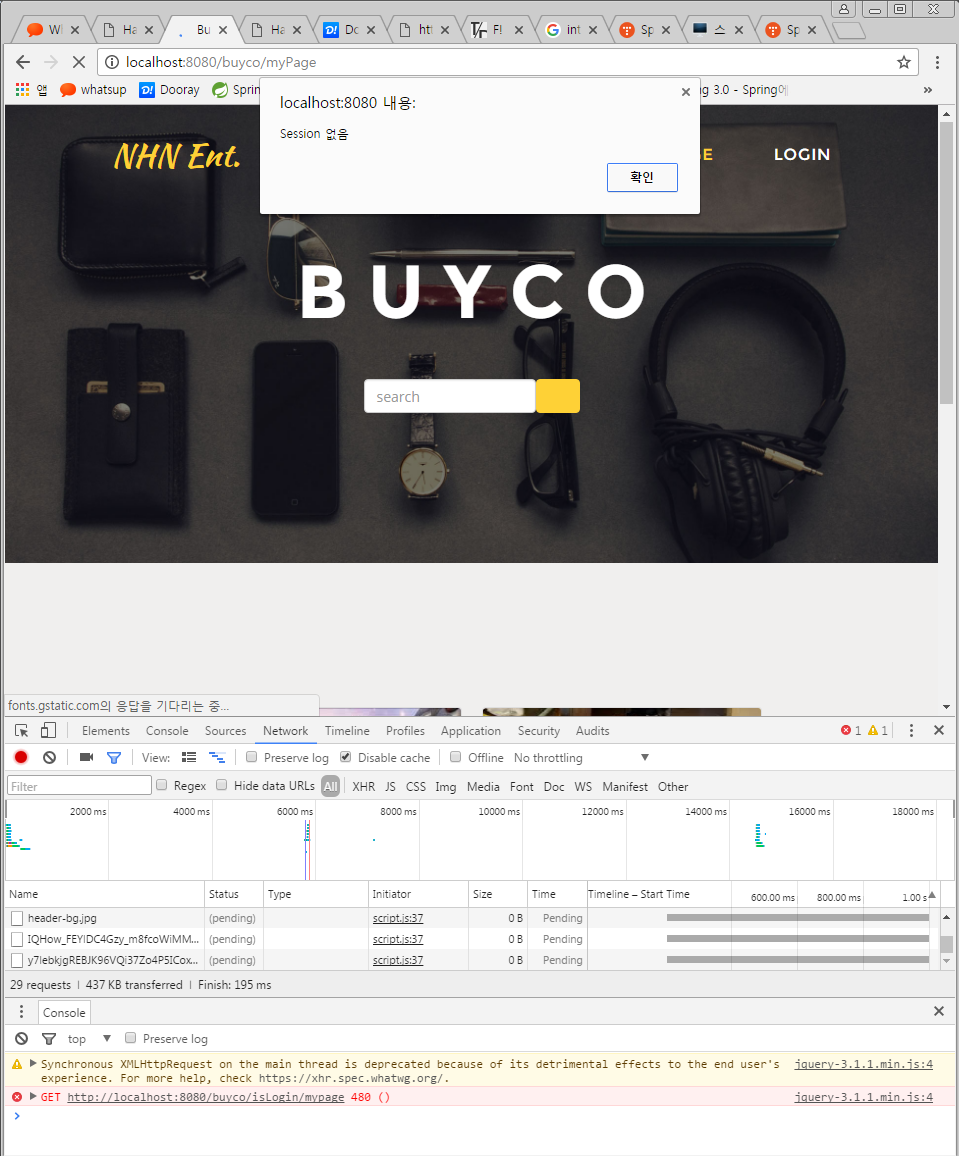 Wl
Ha
Bu
Ha
D! Do
htt
F!
int
Sp
Sp
스
Sp
localhost:8080/buyco/myPage
앱 whatsup D! Dooray Sprin
ng 3.0 - Spring에 »
localhost:8080 내용:
Session 없음
확인
NHN Ent.
GE
LOGIN
BUYCO
search
fonts.gstatic.com의 응답을 기다리는 중...
Elements Console Sources Network Timeline Profiles Application Security Audits 1 1
View: Preserve log Disable cache Offline No throttling
Filter Regex Hide data URLs All XHR JS CSS Img Media Font Doc WS Manifest Other
2000 ms 4000 ms 6000 ms 8000 ms 10000 ms 12000 ms 14000 ms 16000 ms 18000 ms
Name Status Type Initiator Size Time Timeline – Start Time 600.00 ms 800.00 ms 1.00 s
header-bg.jpg (pending) script.js:37 0 B Pending
IQHow_FEYlDC4Gzy_m8fcoWiMM... (pending) script.js:37 0 B Pending
y7lebkjgREBJK96VQi37Zo4P5ICox... (pending) script.js:37 0 B Pending
29 requests | 437 KB transferred | Finish: 195 ms
Console
top Preserve log
Synchronous XMLHttpRequest on the main thread is deprecated because of its detrimental effects to the end user's jquery-3.1.1.min.js:4
experience. For more help, check https://xhr.spec.whatwg.org/.
GET http://localhost:8080/buyco/isLogin/mypage 480 () jquery-3.1.1.min.js:4